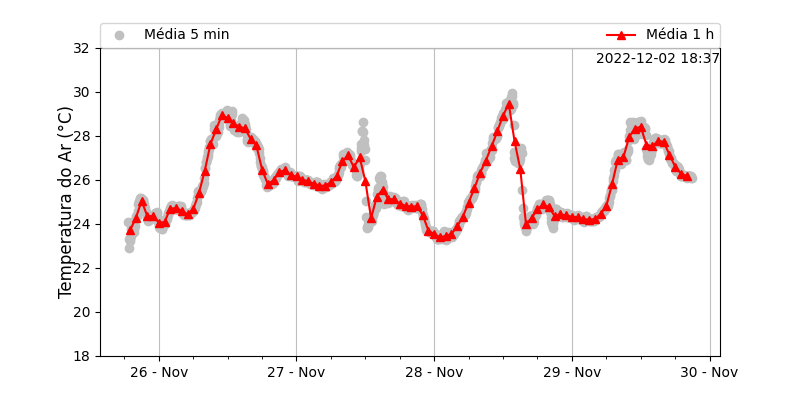 Média 5 min
Média 1 h
2022-12-02 18:37
Temperatura do Ar (°C)
32
30
28
26
24
22
20
18
26 - Nov
27 - Nov
28 - Nov
29 - Nov
30 - Nov